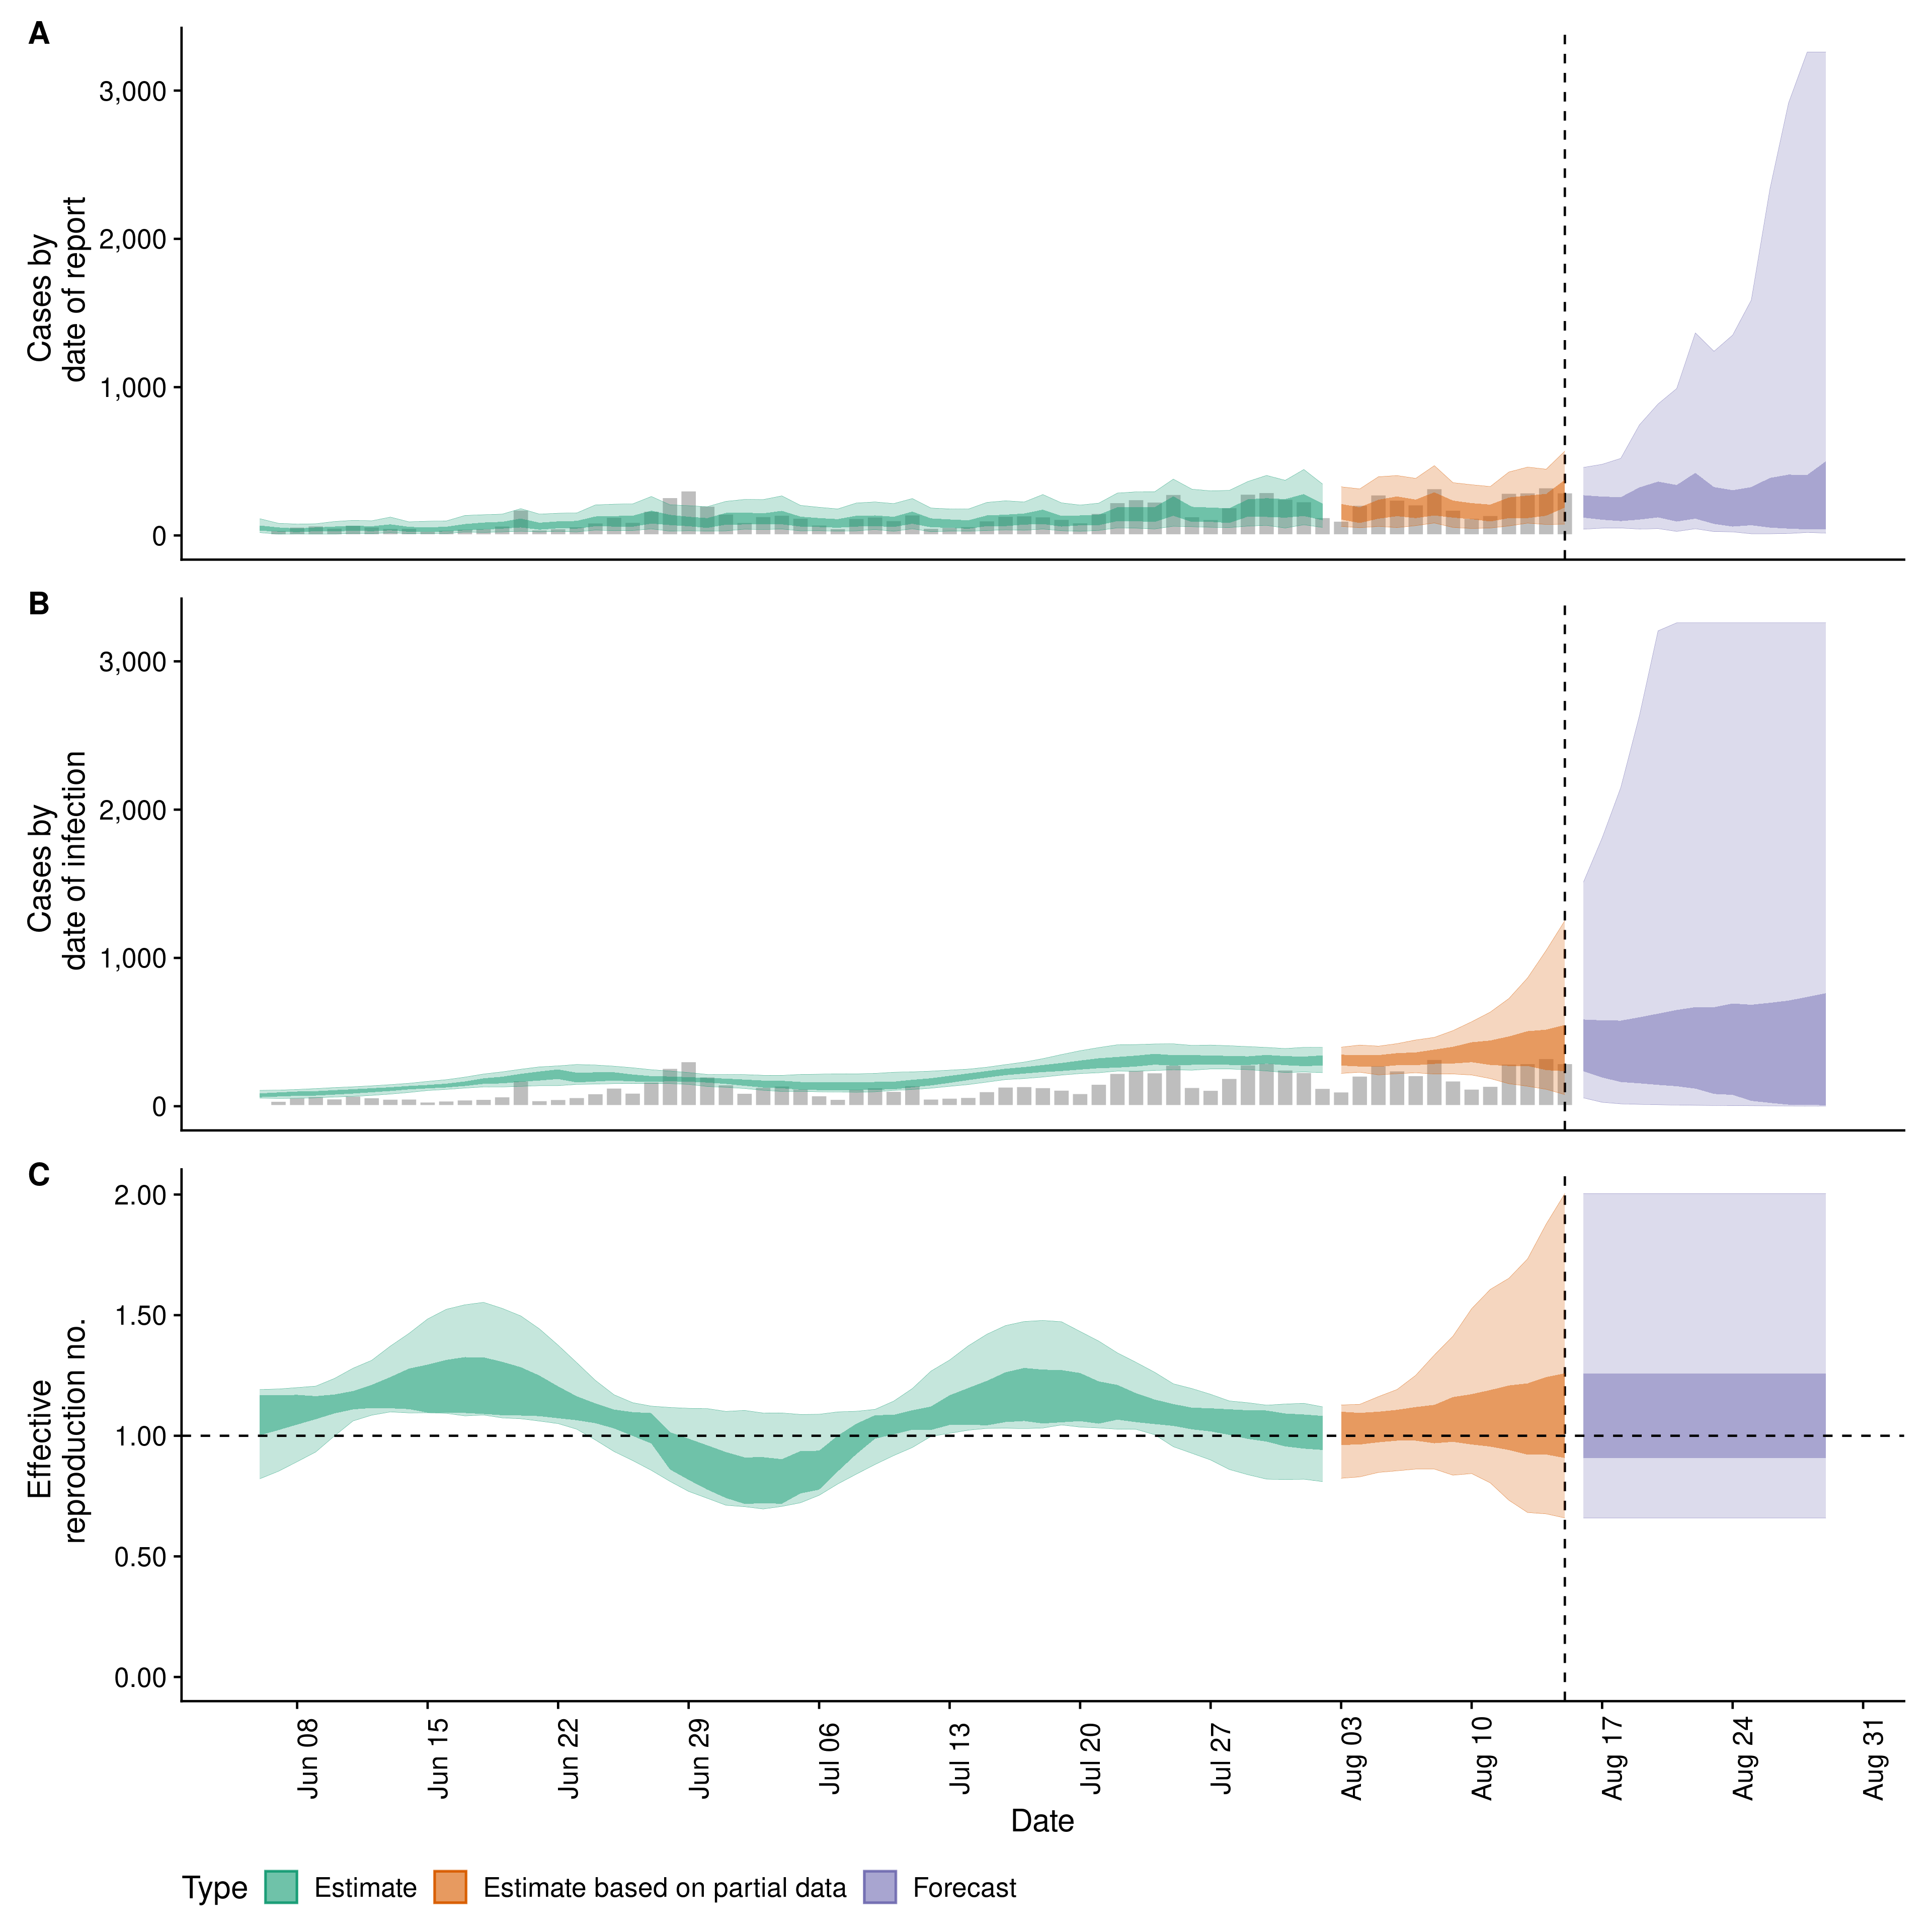 A
3,000
2,000
1,000
0
Cases by
date of report
B
3,000
2,000
1,000
0
Cases by
date of infection
C
2.00
1.50
1.00
0.50
0.00
Effective
reproduction no.
Jun 08
Jun 15
Jun 22
Jun 29
Jul 06
Jul 13
Jul 20
Jul 27
Aug 03
Aug 10
Aug 17
Aug 24
Aug 31
Date
Type Estimate Estimate based on partial data Forecast